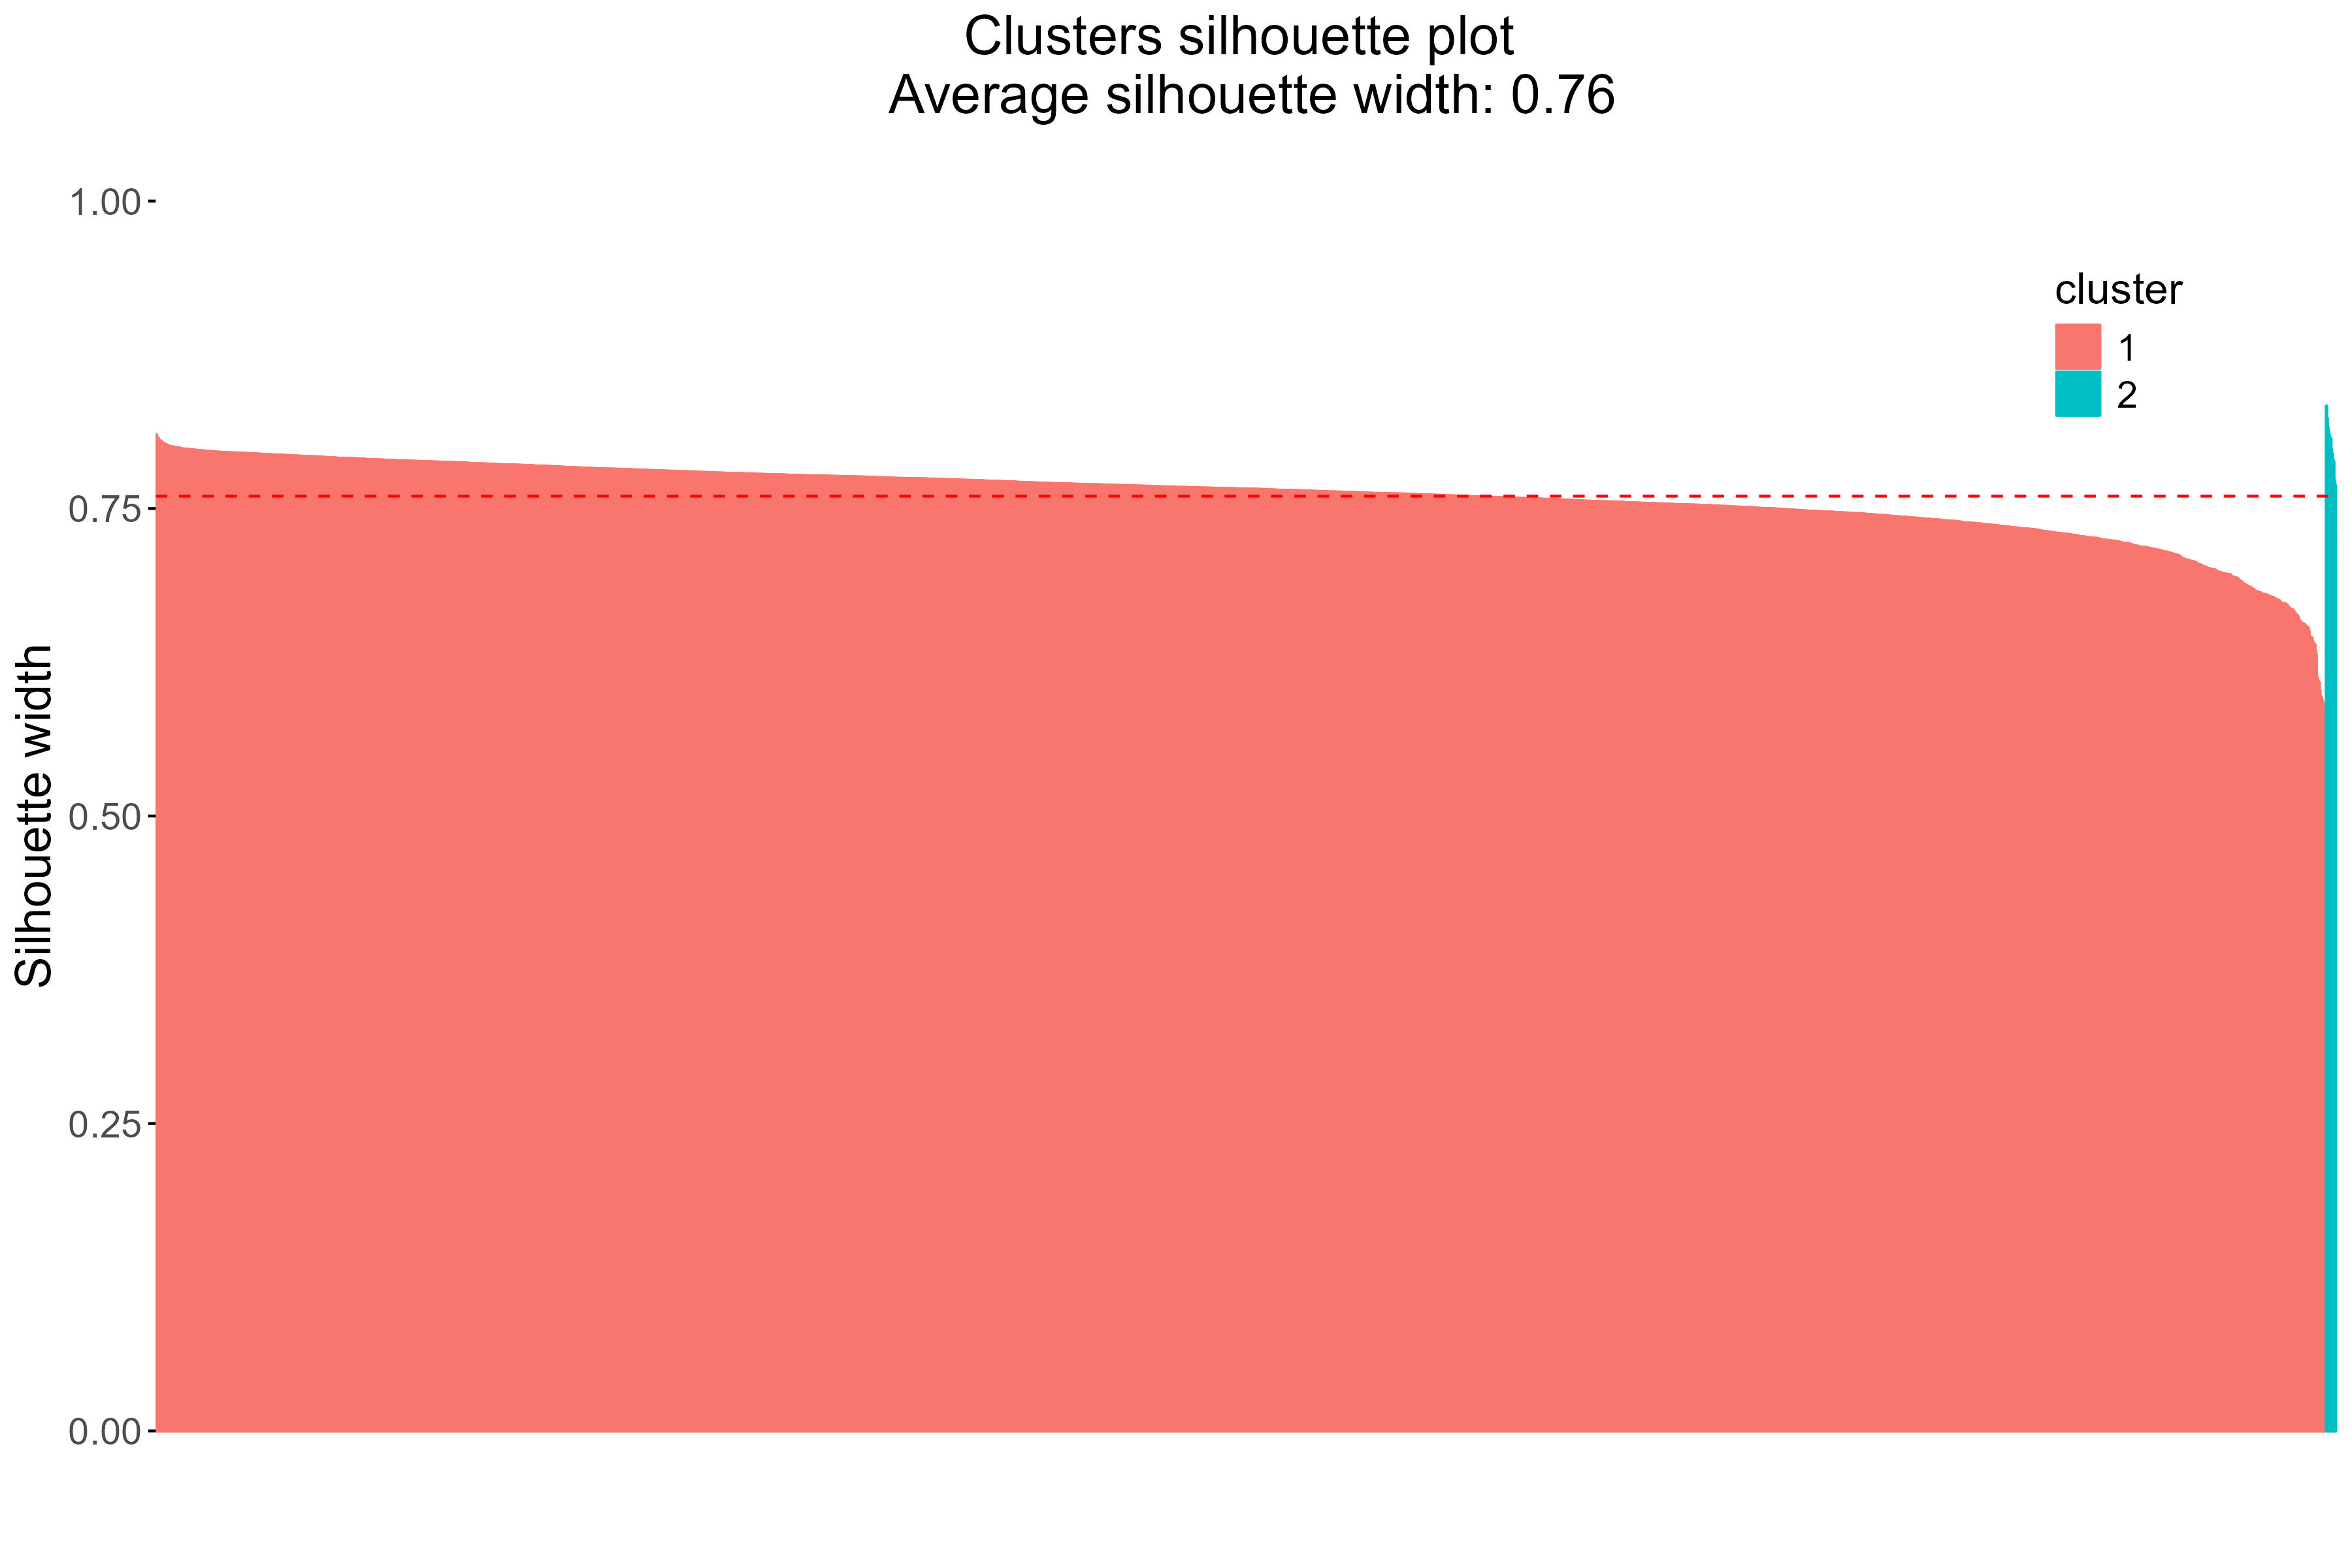 Clusters silhouette plot
Average silhouette width: 0.76
1.00
0.75
0.50
0.25
0.00
Silhouette width
cluster
1
2